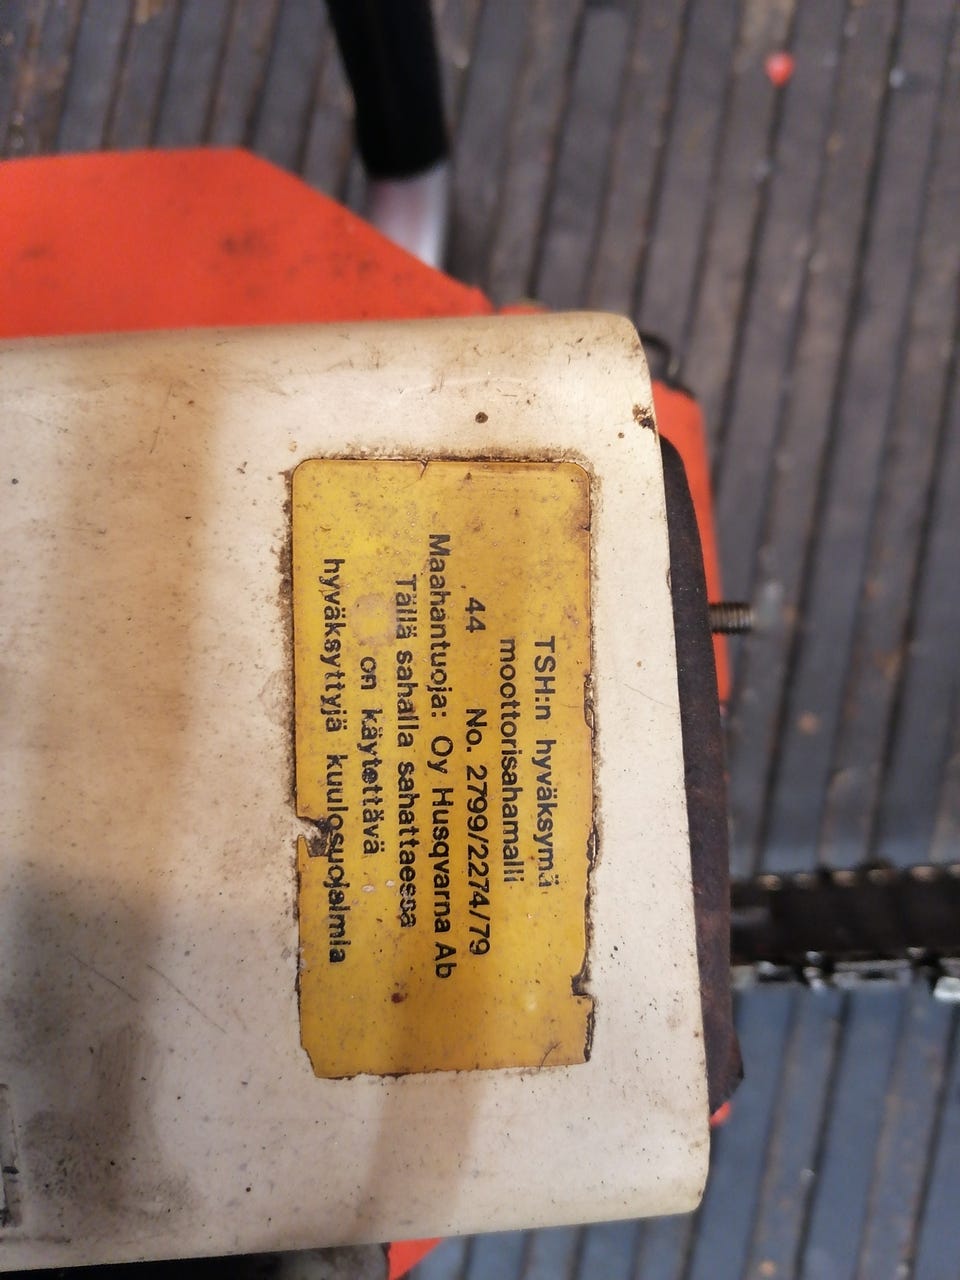 TSH:n hyväksymä
moottorisahamalli
44 No. 2799/2274/79
Maahantuoja: Oy Husqvarna Ab
Tällä sahalla sahattaessa
on käytettävä
hyväksyttyjä kuulosuojaimia